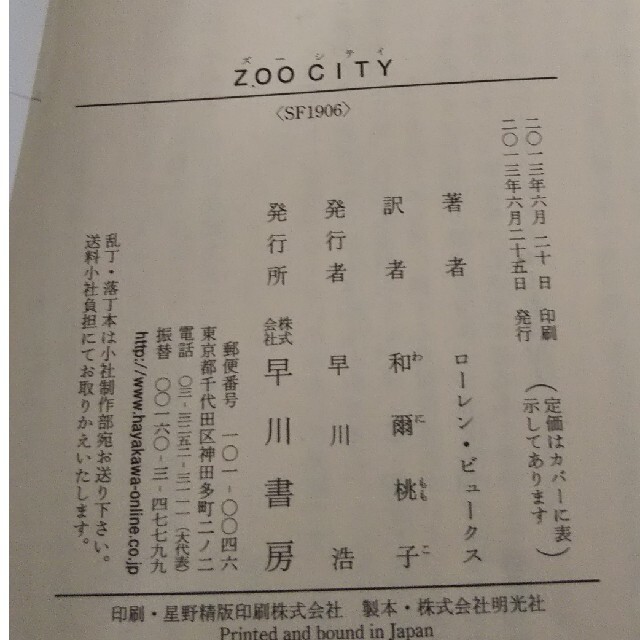 ズーシティ
ZOO CITY
〈SF1906〉
二〇一三年六月二十日　印刷
二〇一三年六月二十五日　発行
（定価はカバーに表示してあります）
著者　ローレン・ビュークス
訳者　和爾桃子
わにももこ
発行者　早川　浩
発行所　株式会社　早川書房
郵便番号　一〇一-〇〇四六
東京都千代田区神田多町二ノ二
電話　〇三-三二五二-三一一一（大代表）
振替　〇〇一六〇-三-四七七九九
http://www.hayakawa-online.co.jp
乱丁・落丁本は小社制作部宛お送り下さい。
送料小社負担にてお取りかえいたします。
印刷・星野精版印刷株式会社　製本・株式会社明光社
Printed and bound in Japan